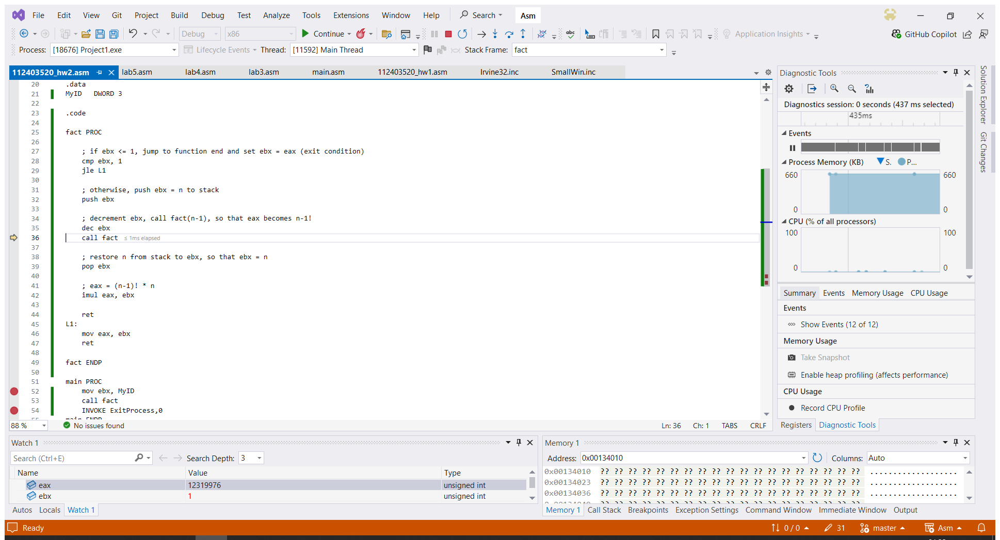 File Edit View Git Project Build Debug Test Analyze Tools Extensions Window Help Search Asm
Debug x86 Continue Application Insights GitHub Copilot
Process: [18676] Project1.exe Lifecycle Events Thread: [11592] Main Thread Stack Frame: fact
112403520_hw2.asm lab5.asm lab4.asm lab3.asm main.asm 112403520_hw1.asm Irvine32.inc SmallWin.inc
20 .data
21 MyID DWORD 3
22
23 .code
24
25 fact PROC
26
27 ; if ebx <= 1, jump to function end and set ebx = eax (exit condition)
28 cmp ebx, 1
29 jle L1
30
31 ; otherwise, push ebx = n to stack
32 push ebx
33
34 ; decrement ebx, call fact(n-1), so that eax becomes n-1!
35 dec ebx
36 call fact ≤ 1ms elapsed
37
38 ; restore n from stack to ebx, so that ebx = n
39 pop ebx
40
41 ; eax = (n-1)! * n
42 imul eax, ebx
43
44 ret
45 L1:
46 mov eax, ebx
47 ret
48
49 fact ENDP
50
51 main PROC
52 mov ebx, MyID
53 call fact
54 INVOKE ExitProcess,0
55 main ENDP
88 % No issues found Ln: 36 Ch: 1 TABS CRLF
Diagnostic Tools
Diagnostics session: 0 seconds (437 ms selected)
435ms
Events
Process Memory (KB) S. P...
660 660
0 0
CPU (% of all processors)
100 100
0 0
Summary Events Memory Usage CPU Usage
Events
Show Events (12 of 12)
Memory Usage
Take Snapshot
Enable heap profiling (affects performance)
CPU Usage
Record CPU Profile
Registers Diagnostic Tools
Solution Explorer
Git Changes
Watch 1
Search (Ctrl+E) Search Depth: 3
Name Value Type
eax 12319976 unsigned int
ebx 1 unsigned int
Autos Locals Watch 1
Memory 1
Address: 0x00134010 Columns: Auto
0x00134010 ?? ?? ?? ?? ?? ?? ?? ?? ?? ?? ?? ?? ?? ?? ?? ?? ?? ?? ?? ...................
0x00134023 ?? ?? ?? ?? ?? ?? ?? ?? ?? ?? ?? ?? ?? ?? ?? ?? ?? ?? ?? ...................
0x00134036 ?? ?? ?? ?? ?? ?? ?? ?? ?? ?? ?? ?? ?? ?? ?? ?? ?? ?? ?? ...................
Memory 1 Call Stack Breakpoints Exception Settings Command Window Immediate Window Output
Ready 0 / 0 31 master Asm